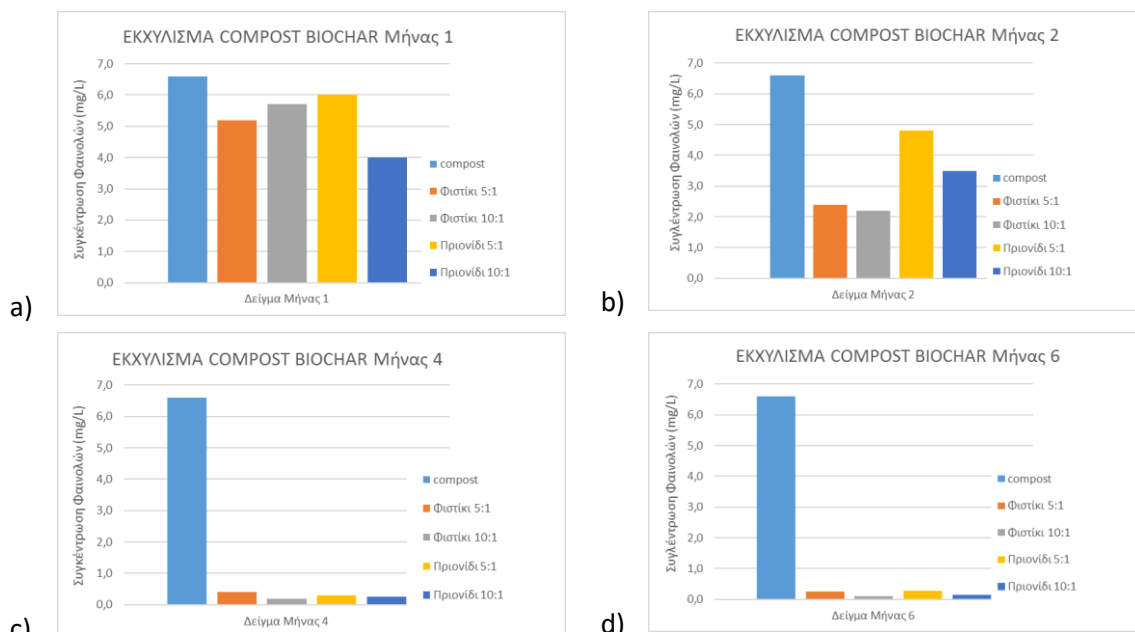 ΕΚΧΥΛΙΣΜΑ COMPOST BIOCHAR Μήνας 1
Συγκέντρωση Φαινολών (mg/L)
7,0
6,0
5,0
4,0
3,0
2,0
1,0
0,0
compost
Φιστίκι 5:1
Φιστίκι 10:1
Πριονίδι 5:1
Πριονίδι 10:1
Δείγμα Μήνας 1
a)
ΕΚΧΥΛΙΣΜΑ COMPOST BIOCHAR Μήνας 2
Συγλέντρωση Φαινολών (mg/L)
7,0
6,0
5,0
4,0
3,0
2,0
1,0
0,0
compost
Φιστίκι 5:1
Φιστίκι 10:1
Πριονίδι 5:1
Πριονίδι 10:1
Δείγμα Μήνας 2
b)
ΕΚΧΥΛΙΣΜΑ COMPOST BIOCHAR Μήνας 4
Συγκέντρωση Φαινολών (mg/L)
7,0
6,0
5,0
4,0
3,0
2,0
1,0
0,0
compost
Φιστίκι 5:1
Φιστίκι 10:1
Πριονίδι 5:1
Πριονίδι 10:1
Δείγμα Μήνας 4
c)
ΕΚΧΥΛΙΣΜΑ COMPOST BIOCHAR Μήνας 6
Συγλέντρωση Φαινολών (mg/L)
7,0
6,0
5,0
4,0
3,0
2,0
1,0
0,0
compost
Φιστίκι 5:1
Φιστίκι 10:1
Πριονίδι 5:1
Πριονίδι 10:1
Δείγμα Μήνας 6
d)